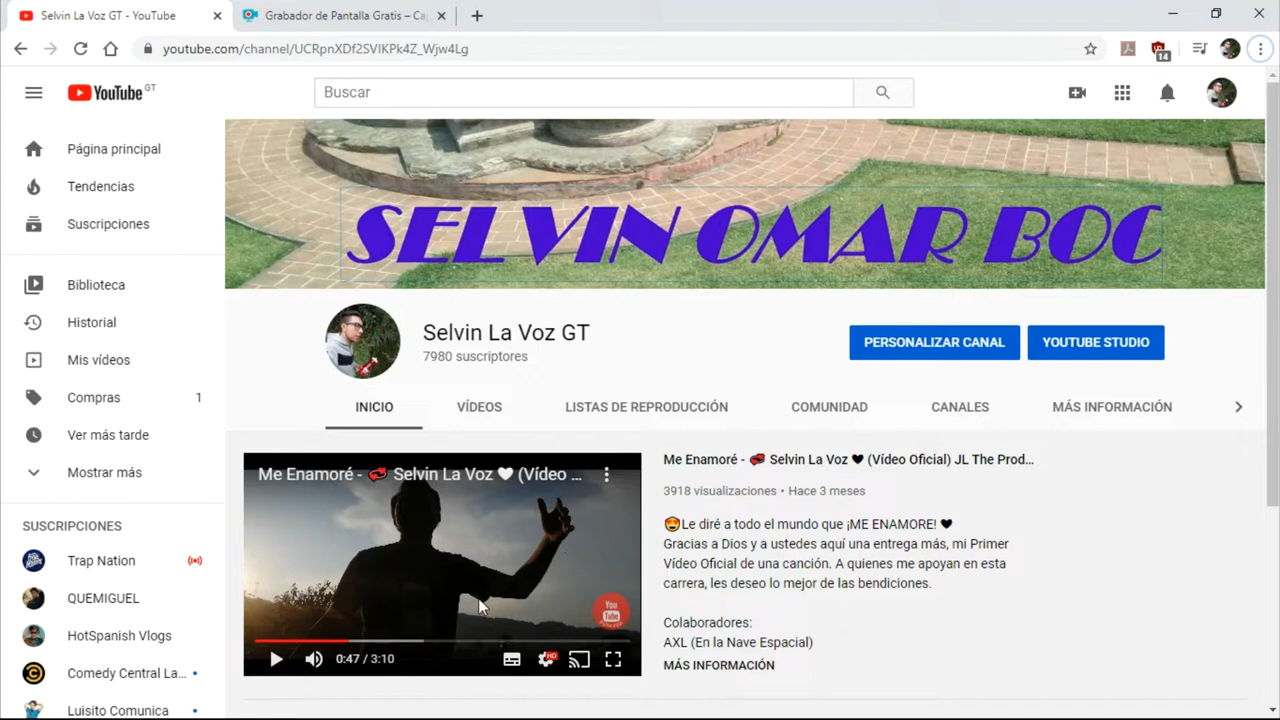 Selvin La Voz GT - YouTube
Grabador de Pantalla Gratis – Ca
youtube.com/channel/UCRpnXDf2SVIKPk4Z_Wjw4Lg
14
YouTube GT
Buscar
Página principal
Tendencias
Suscripciones
Biblioteca
Historial
Mis vídeos
Compras 1
Ver más tarde
Mostrar más
SUSCRIPCIONES
Trap Nation
QUEMIGUEL
HotSpanish Vlogs
Comedy Central La...
Luisito Comunica
SELVIN OMAR BOC
Selvin La Voz GT
7980 suscriptores
PERSONALIZAR CANAL
YOUTUBE STUDIO
INICIO
VÍDEOS
LISTAS DE REPRODUCCIÓN
COMUNIDAD
CANALES
MÁS INFORMACIÓN
Me Enamoré - 💞 Selvin La Voz 🖤 (Vídeo ...
You Tube
0:47 / 3:10
HD
Me Enamoré - 💞 Selvin La Voz 🖤 (Vídeo Oficial) JL The Prod...
3918 visualizaciones • Hace 3 meses
😍Le diré a todo el mundo que ¡ME ENAMORE! 🖤
Gracias a Dios y a ustedes aquí una entrega más, mi Primer
Vídeo Oficial de una canción. A quienes me apoyan en esta
carrera, les deseo lo mejor de las bendiciones.
Colaboradores:
AXL (En la Nave Espacial)
MÁS INFORMACIÓN